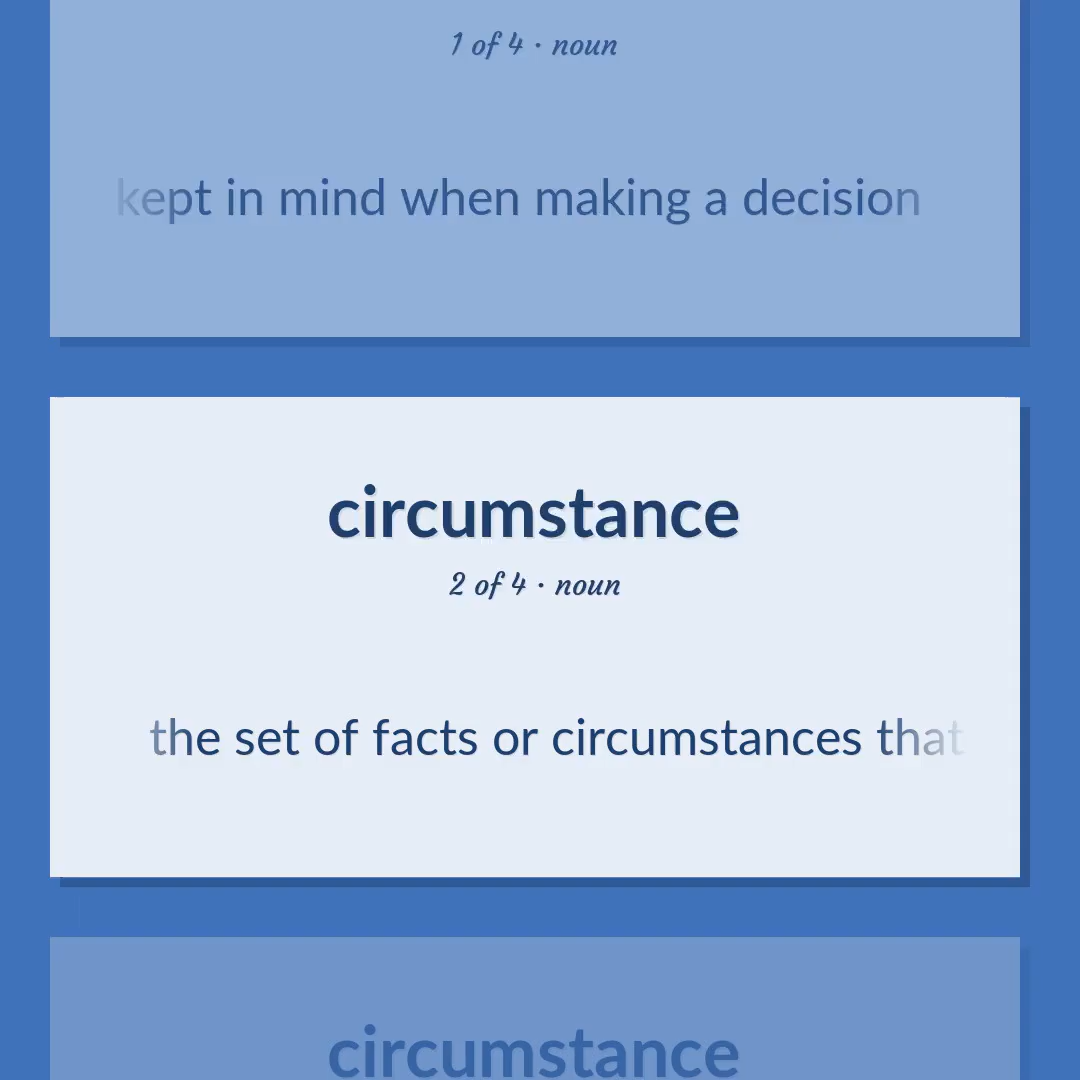 1 of 4 · noun
kept in mind when making a decision
circumstance
2 of 4 · noun
the set of facts or circumstances that
circumstance